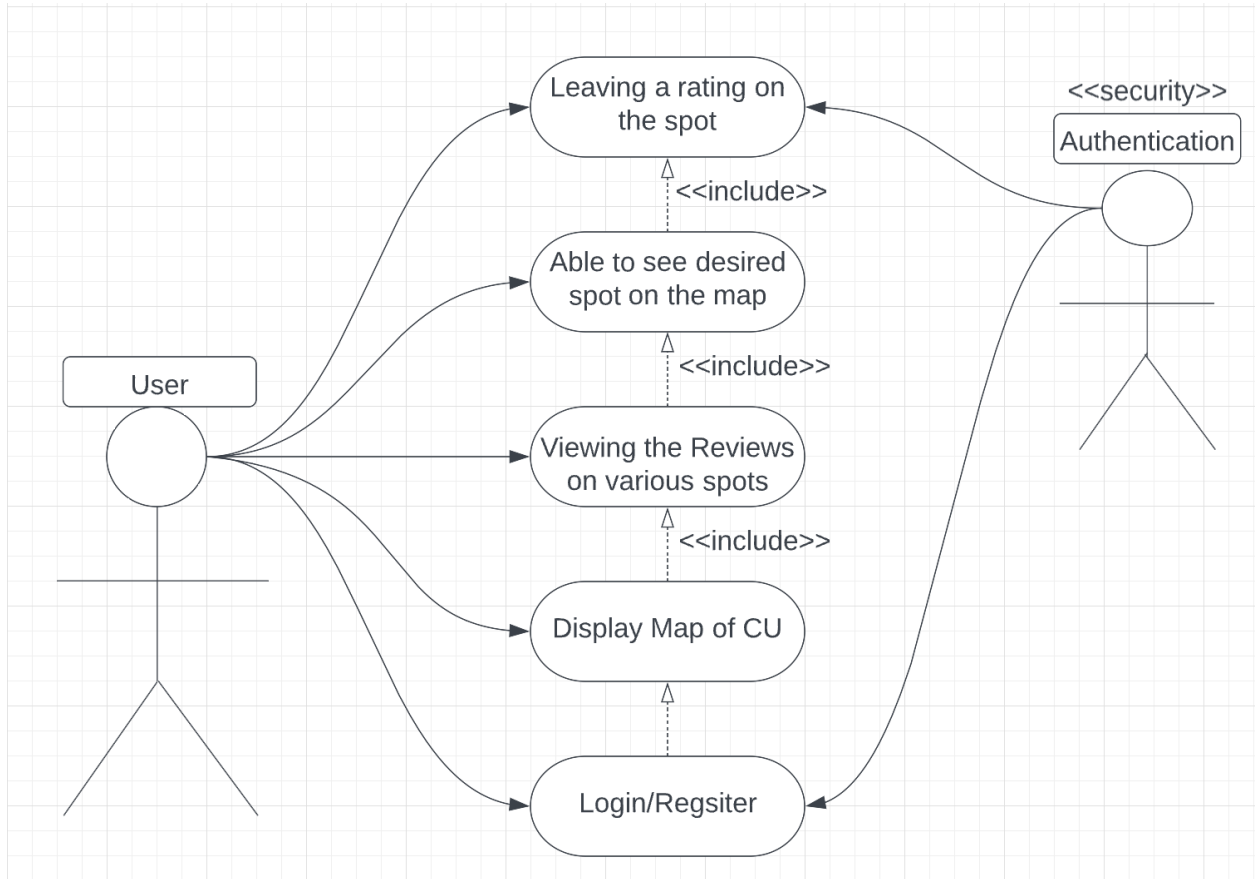 Leaving a rating on
the spot
<<security>>
Authentication
<<include>>
Able to see desired
spot on the map
<<include>>
User
Viewing the Reviews
on various spots
<<include>>
Display Map of CU
Login/Regsiter